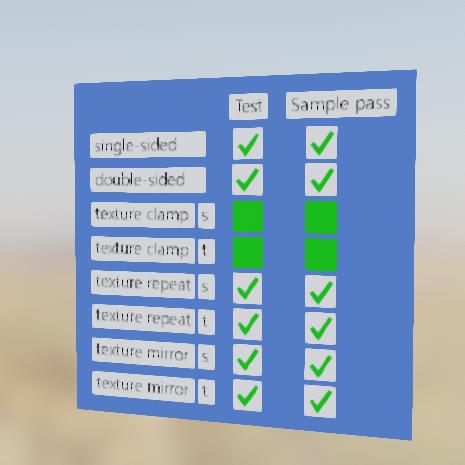 Test Sample pass
single-sided
double-sided
texture clamp s
texture clamp t
texture repeat s
texture repeat t
texture mirror s
texture mirror t